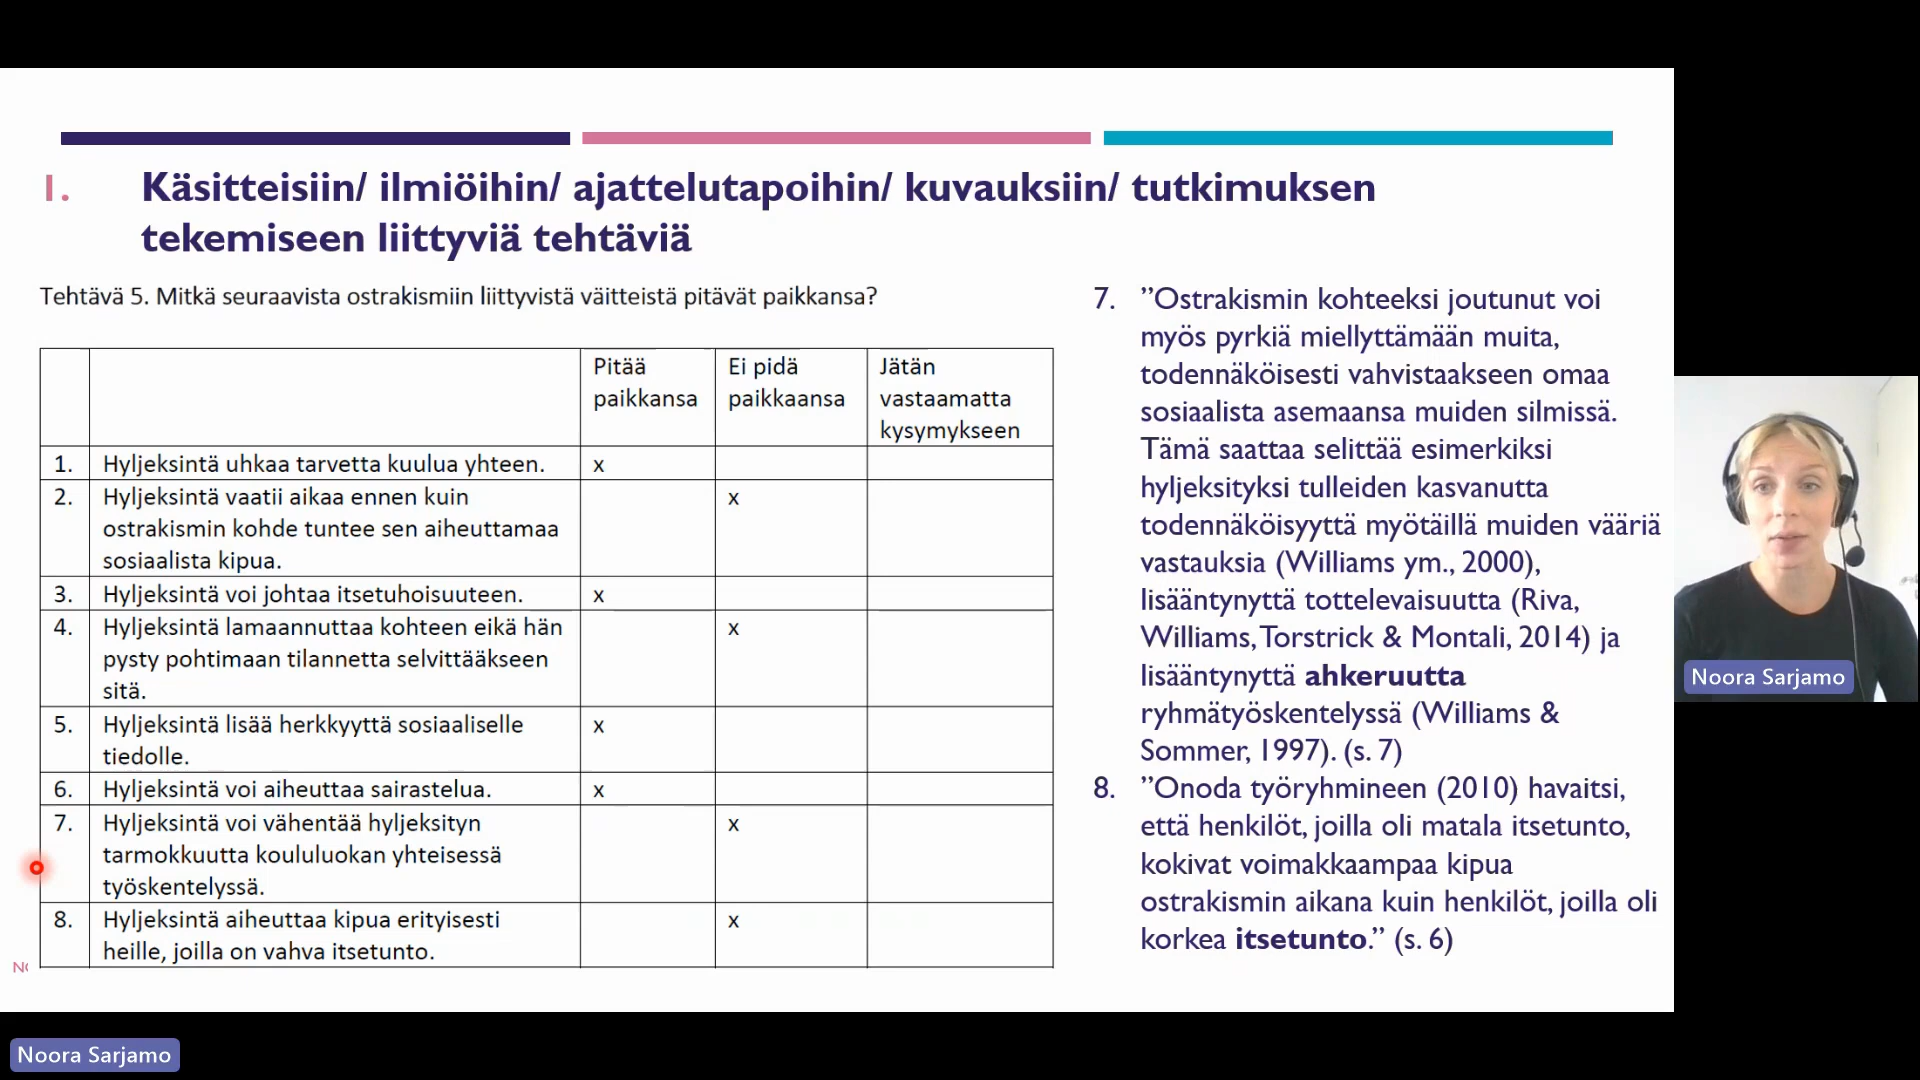 1. Käsitteisiin/ ilmiöihin/ ajattelutapoihin/ kuvauksiin/ tutkimuksen
tekemiseen liittyviä tehtäviä
Tehtävä 5. Mitkä seuraavista ostrakismiin liittyvistä väitteistä pitävät paikkansa?
Pitää
paikkansa
Ei pidä
paikkaansa
Jätän
vastaamatta
kysymykseen
1. Hyljeksintä uhkaa tarvetta kuulua yhteen. x
2. Hyljeksintä vaatii aikaa ennen kuin x
ostrakismin kohde tuntee sen aiheuttamaa
sosiaalista kipua.
3. Hyljeksintä voi johtaa itsetuhoisuuteen. x
4. Hyljeksintä lamaannuttaa kohteen eikä hän x
pysty pohtimaan tilannetta selvittääkseen
sitä.
5. Hyljeksintä lisää herkkyyttä sosiaaliselle x
tiedolle.
6. Hyljeksintä voi aiheuttaa sairastelua. x
7. Hyljeksintä voi vähentää hyljeksityn x
tarmokkuutta koululuokan yhteisessä
työskentelyssä.
8. Hyljeksintä aiheuttaa kipua erityisesti x
heille, joilla on vahva itsetunto.
7. ”Ostrakismin kohteeksi joutunut voi
myös pyrkiä miellyttämään muita,
todennäköisesti vahvistaakseen omaa
sosiaalista asemaansa muiden silmissä.
Tämä saattaa selittää esimerkiksi
hyljeksityksi tulleiden kasvanutta
todennäköisyyttä myötäillä muiden vääriä
vastauksia (Williams ym., 2000),
lisääntynyttä tottelevaisuutta (Riva,
Williams, Torstrick & Montali, 2014) ja
lisääntynyttä ahkeruutta
ryhmätyöskentelyssä (Williams &
Sommer, 1997). (s. 7)
8. ”Onoda työryhmineen (2010) havaitsi,
että henkilöt, joilla oli matala itsetunto,
kokivat voimakkaampaa kipua
ostrakismin aikana kuin henkilöt, joilla oli
korkea itsetunto.” (s. 6)
Noora Sarjamo
Noora Sarjamo